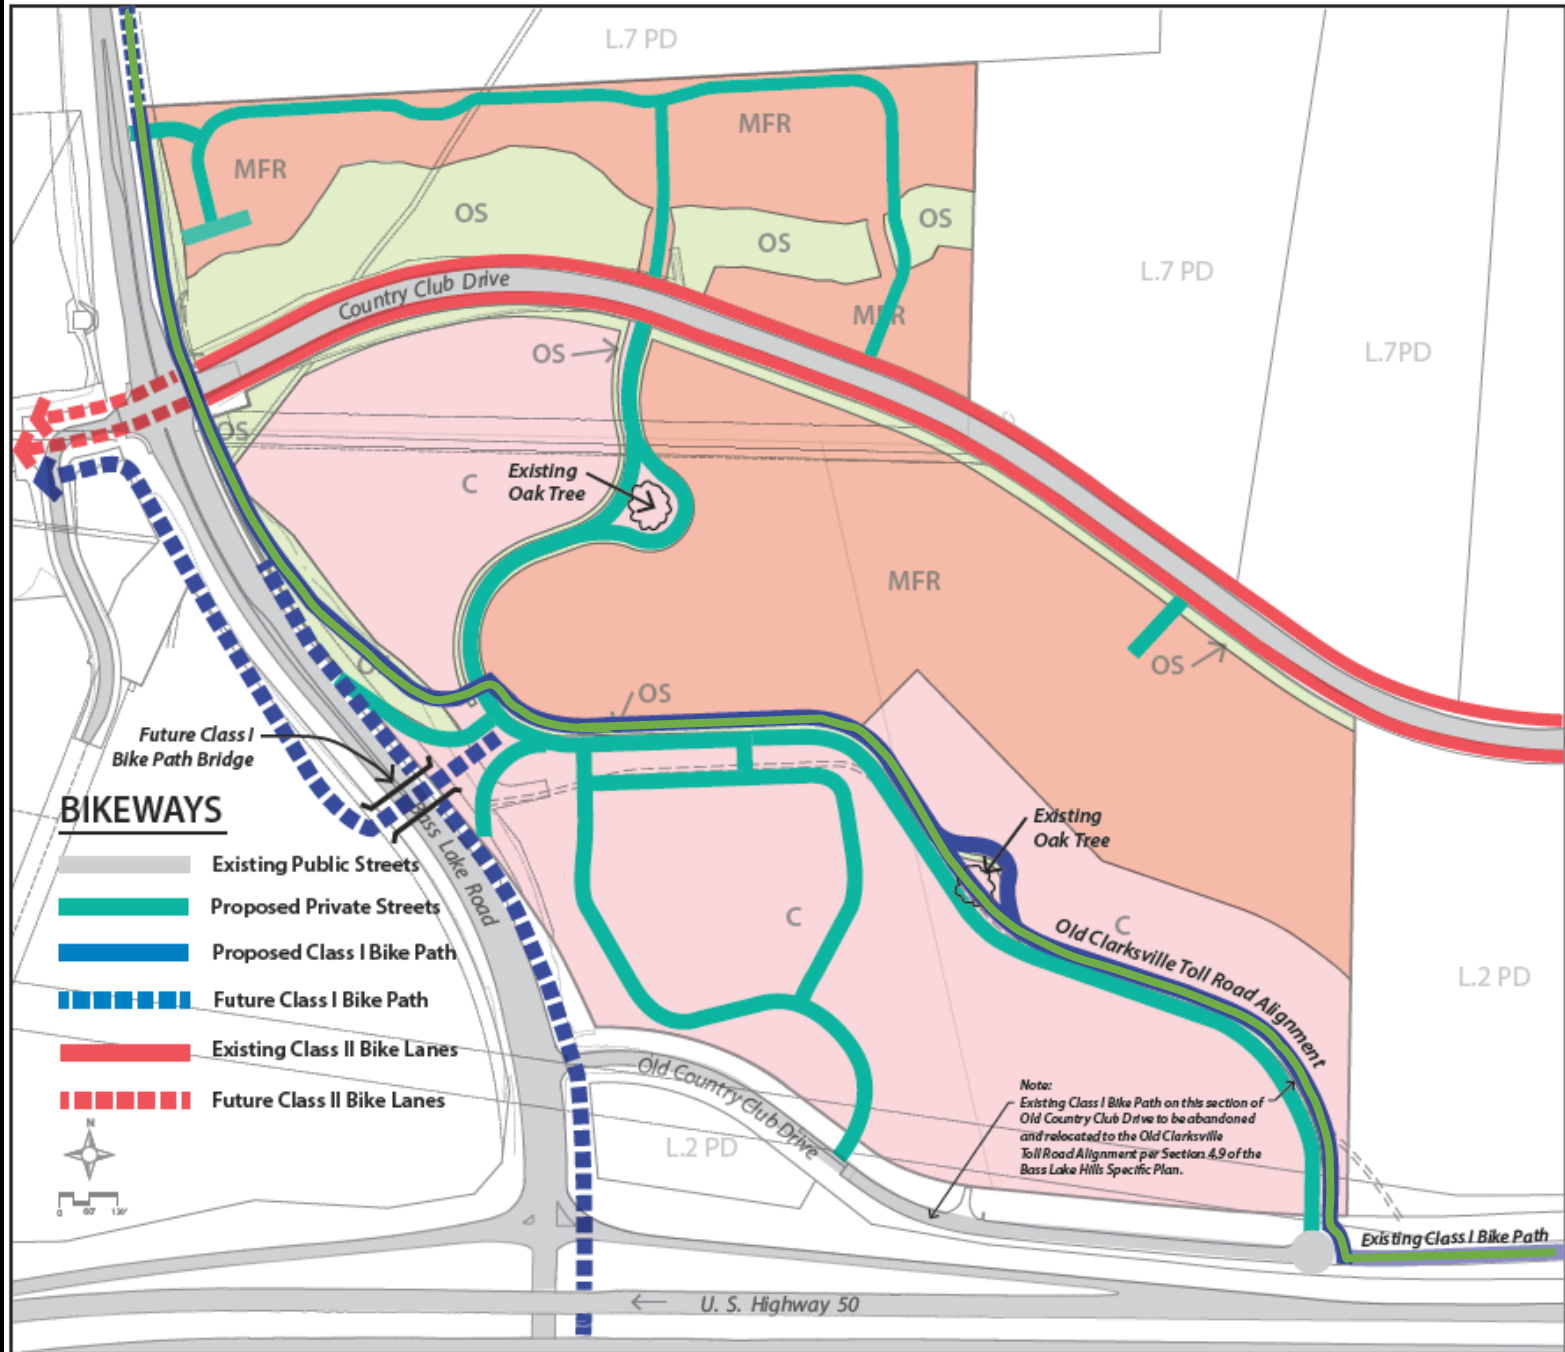 L.7 PD
MFR
MFR
OS
OS
OS
L.7 PD
Country Club Drive
MFR
OS
L.7PD
OS
Existing
Oak Tree
C
MFR
OS
OS
Future Class I
Bike Path Bridge
BIKEWAYS
Existing Public Streets
Proposed Private Streets
Proposed Class I Bike Path
Future Class I Bike Path
Existing Class II Bike Lanes
Future Class II Bike Lanes
N
0 60' 120'
Bass Lake Road
Existing
Oak Tree
C
C
Old Clarksville Toll Road Alignment
L.2 PD
Old Country Club Drive
L.2 PD
Note:
Existing Class I Bike Path on this section of
Old Country Club Drive to be abandoned
and relocated to the Old Clarksville
Toll Road Alignment per Section 4.9 of the
Bass Lake Hills Specific Plan.
Existing Class I Bike Path
U. S. Highway 50